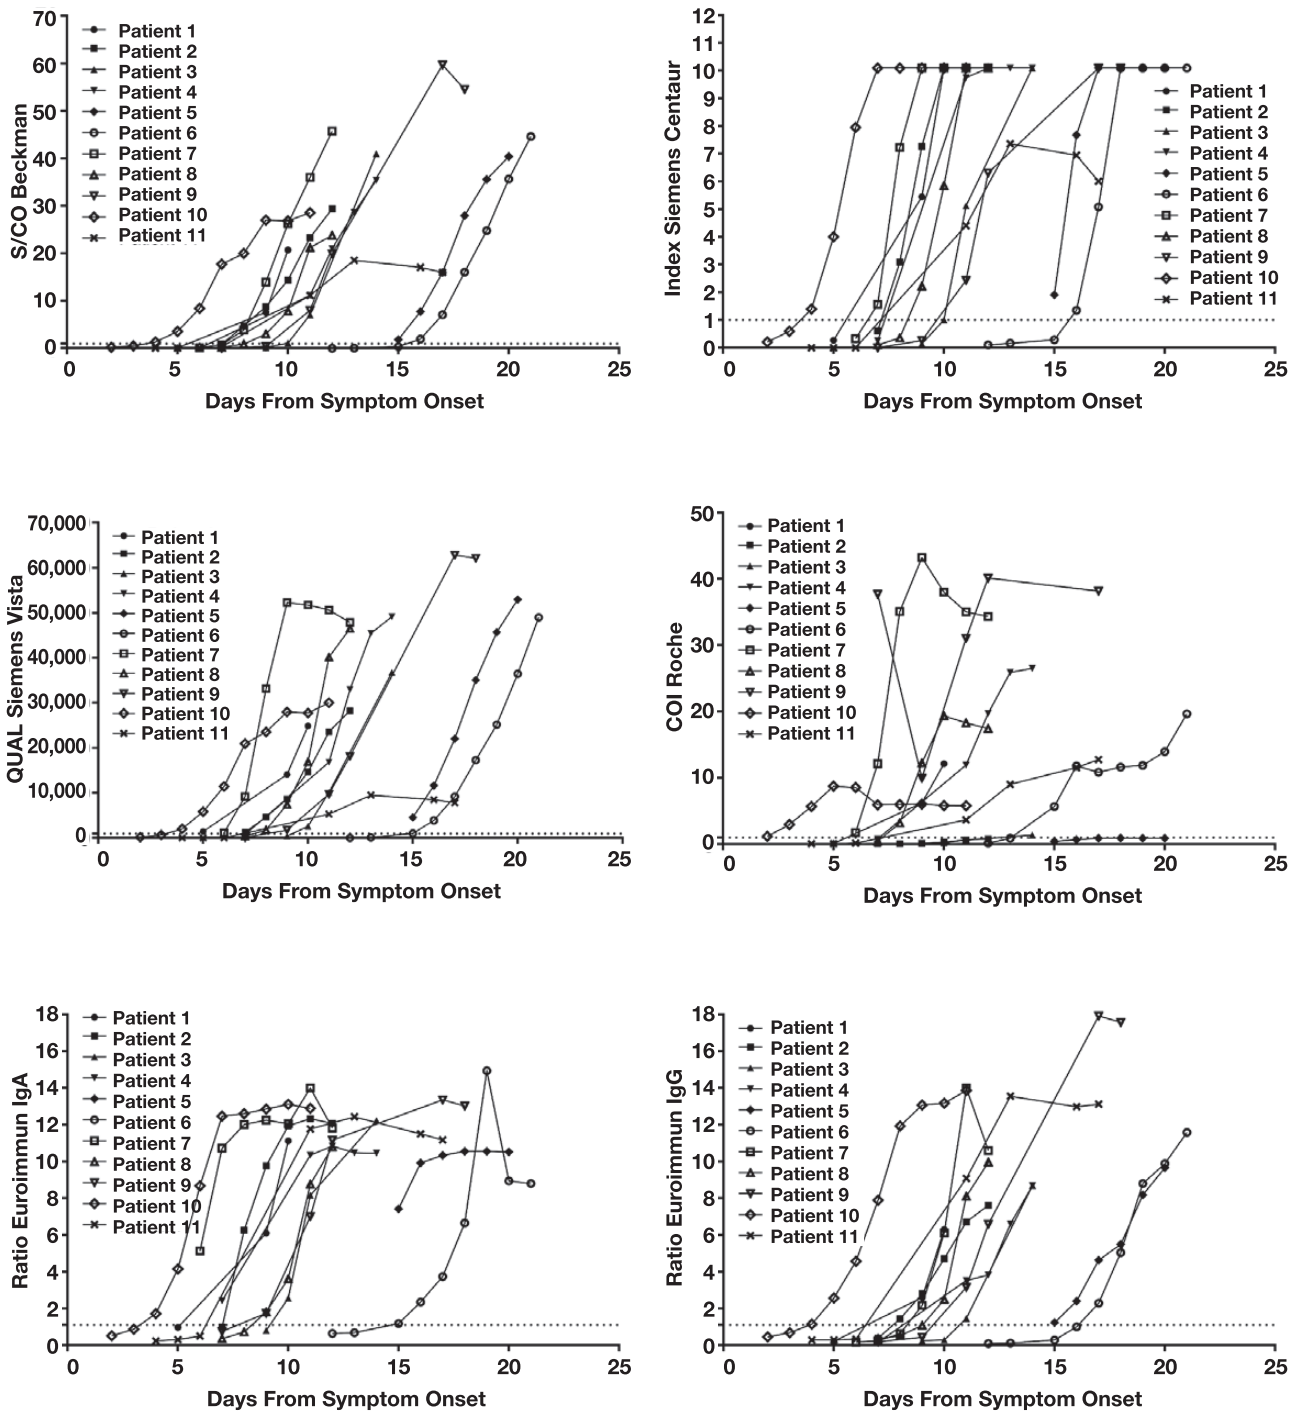 S/CO Beckman
70
60
50
40
30
20
10
0
Patient 1
Patient 2
Patient 3
Patient 4
Patient 5
Patient 6
Patient 7
Patient 8
Patient 9
Patient 10
Patient 11
0 5 10 15 20 25
Days From Symptom Onset
Index Siemens Centaur
12
11
10
9
8
7
6
5
4
3
2
1
0
Patient 1
Patient 2
Patient 3
Patient 4
Patient 5
Patient 6
Patient 7
Patient 8
Patient 9
Patient 10
Patient 11
0 5 10 15 20 25
Days From Symptom Onset
QUAL Siemens Vista
70,000
60,000
50,000
40,000
30,000
20,000
10,000
0
Patient 1
Patient 2
Patient 3
Patient 4
Patient 5
Patient 6
Patient 7
Patient 8
Patient 9
Patient 10
Patient 11
0 5 10 15 20 25
Days From Symptom Onset
COI Roche
50
40
30
20
10
0
Patient 1
Patient 2
Patient 3
Patient 4
Patient 5
Patient 6
Patient 7
Patient 8
Patient 9
Patient 10
Patient 11
0 5 10 15 20 25
Days From Symptom Onset
Ratio Euroimmun IgA
18
16
14
12
10
8
6
4
2
0
Patient 1
Patient 2
Patient 3
Patient 4
Patient 5
Patient 6
Patient 7
Patient 8
Patient 9
Patient 10
Patient 11
0 5 10 15 20 25
Days From Symptom Onset
Ratio Euroimmun IgG
18
16
14
12
10
8
6
4
2
0
Patient 1
Patient 2
Patient 3
Patient 4
Patient 5
Patient 6
Patient 7
Patient 8
Patient 9
Patient 10
Patient 11
0 5 10 15 20 25
Days From Symptom Onset